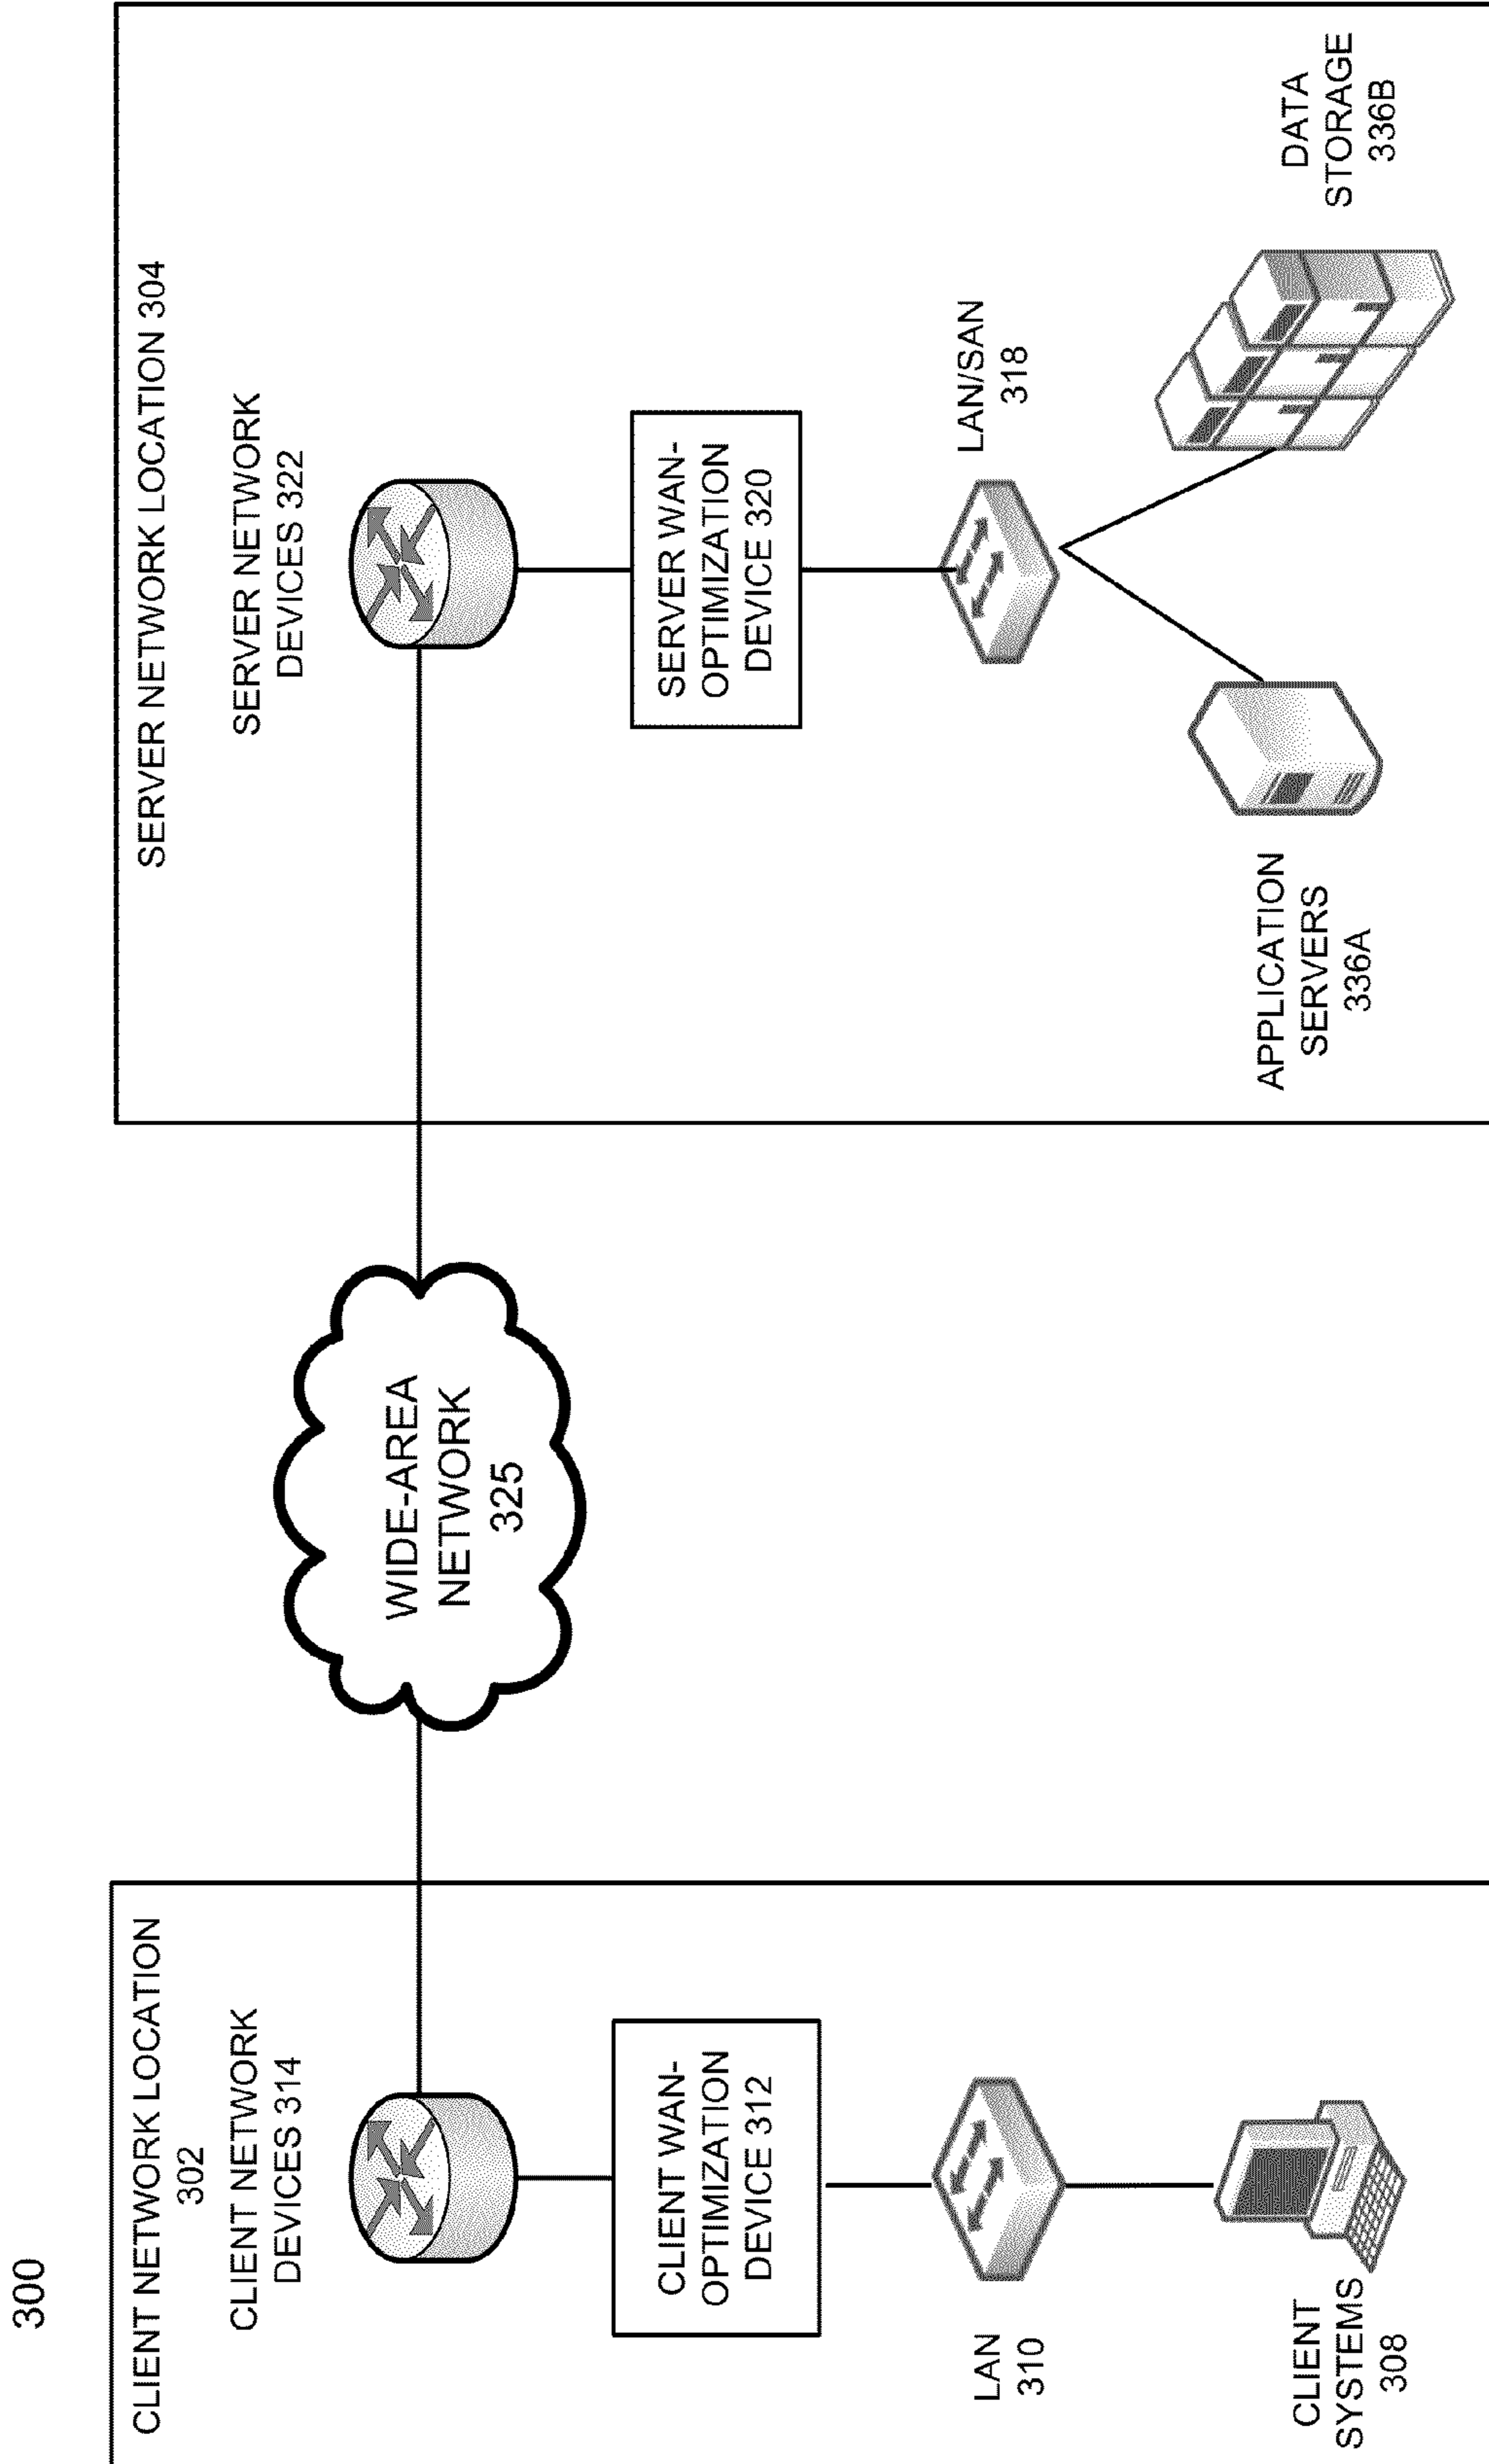 300
CLIENT NETWORK LOCATION
302
CLIENT NETWORK
DEVICES 314
CLIENT WAN-
OPTIMIZATION
DEVICE 312
LAN
310
CLIENT
SYSTEMS
308
WIDE-AREA
NETWORK
325
SERVER NETWORK LOCATION 304
SERVER NETWORK
DEVICES 322
SERVER WAN-
OPTIMIZATION
DEVICE 320
LAN/SAN
318
APPLICATION
SERVERS
336A
DATA
STORAGE
336B